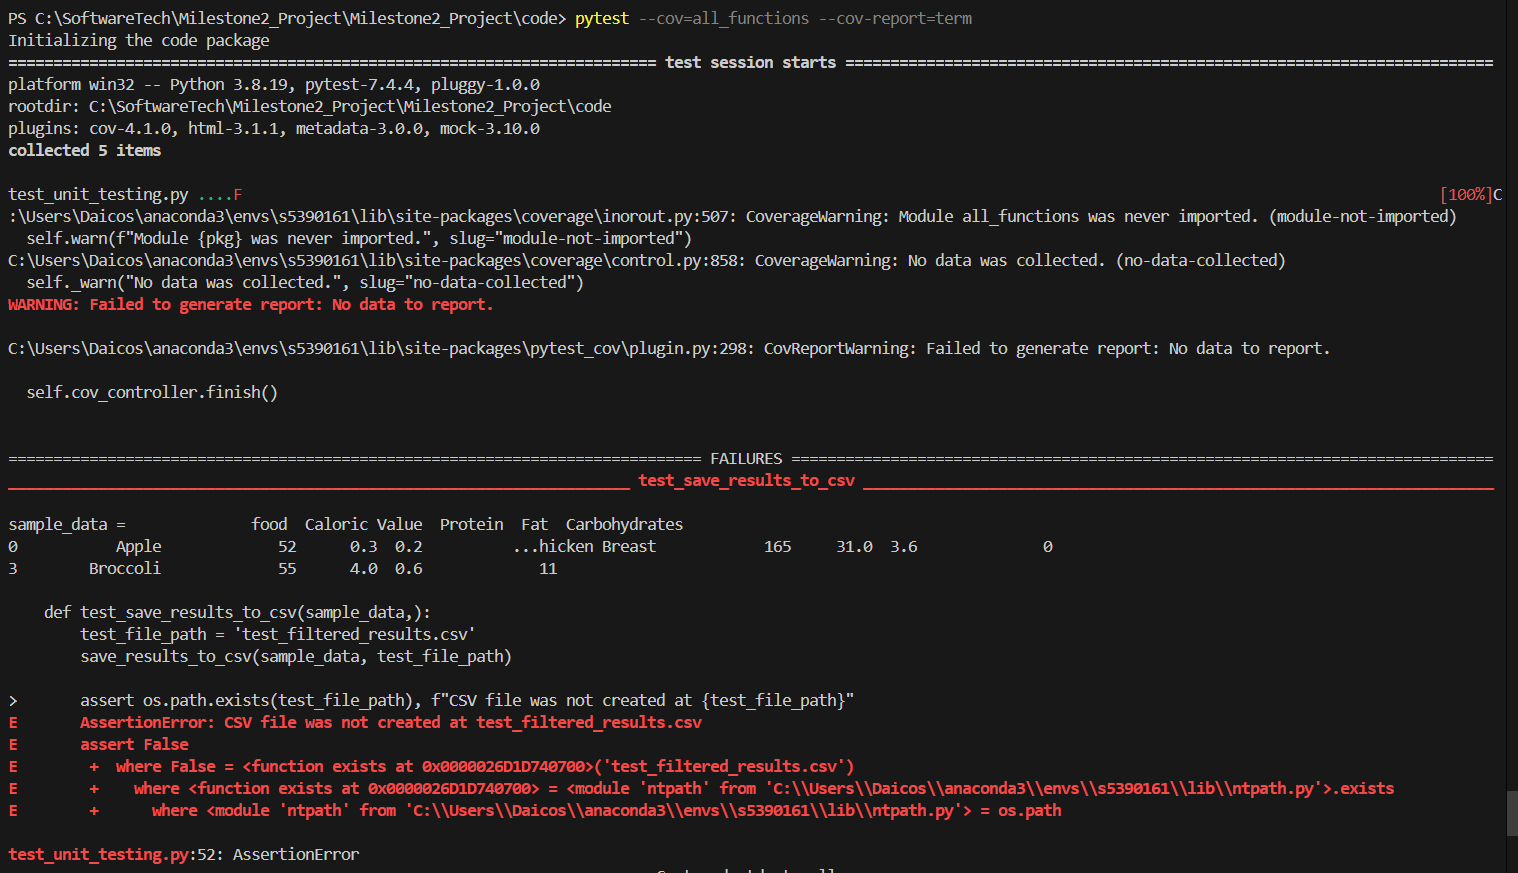 PS C:\SoftwareTech\Milestone2_Project\Milestone2_Project\code> pytest --cov=all_functions --cov-report=term
Initializing the code package
======================================================================== test session starts ========================================================================
platform win32 -- Python 3.8.19, pytest-7.4.4, pluggy-1.0.0
rootdir: C:\SoftwareTech\Milestone2_Project\Milestone2_Project\code
plugins: cov-4.1.0, html-3.1.1, metadata-3.0.0, mock-3.10.0
collected 5 items
test_unit_testing.py ....F [100%]C
:\Users\Daicos\anaconda3\envs\s5390161\lib\site-packages\coverage\inorout.py:507: CoverageWarning: Module all_functions was never imported. (module-not-imported)
  self.warn(f"Module {pkg} was never imported.", slug="module-not-imported")
C:\Users\Daicos\anaconda3\envs\s5390161\lib\site-packages\coverage\control.py:858: CoverageWarning: No data was collected. (no-data-collected)
  self._warn("No data was collected.", slug="no-data-collected")
WARNING: Failed to generate report: No data to report.
C:\Users\Daicos\anaconda3\envs\s5390161\lib\site-packages\pytest_cov\plugin.py:298: CovReportWarning: Failed to generate report: No data to report.
  self.cov_controller.finish()
============================================================================= FAILURES ==============================================================================
_____________________________________________________________________ test_save_results_to_csv ______________________________________________________________________
sample_data =              food  Caloric Value  Protein  Fat  Carbohydrates
0           Apple             52      0.3  0.2          ...hicken Breast            165     31.0  3.6              0
3        Broccoli             55      4.0  0.6             11
    def test_save_results_to_csv(sample_data,):
        test_file_path = 'test_filtered_results.csv'
        save_results_to_csv(sample_data, test_file_path)
>       assert os.path.exists(test_file_path), f"CSV file was not created at {test_file_path}"
E       AssertionError: CSV file was not created at test_filtered_results.csv
E       assert False
E        +  where False = <function exists at 0x0000026D1D740700>('test_filtered_results.csv')
E        +    where <function exists at 0x0000026D1D740700> = <module 'ntpath' from 'C:\\Users\\Daicos\\anaconda3\\envs\\s5390161\\lib\\ntpath.py'>.exists
E        +      where <module 'ntpath' from 'C:\\Users\\Daicos\\anaconda3\\envs\\s5390161\\lib\\ntpath.py'> = os.path
test_unit_testing.py:52: AssertionError